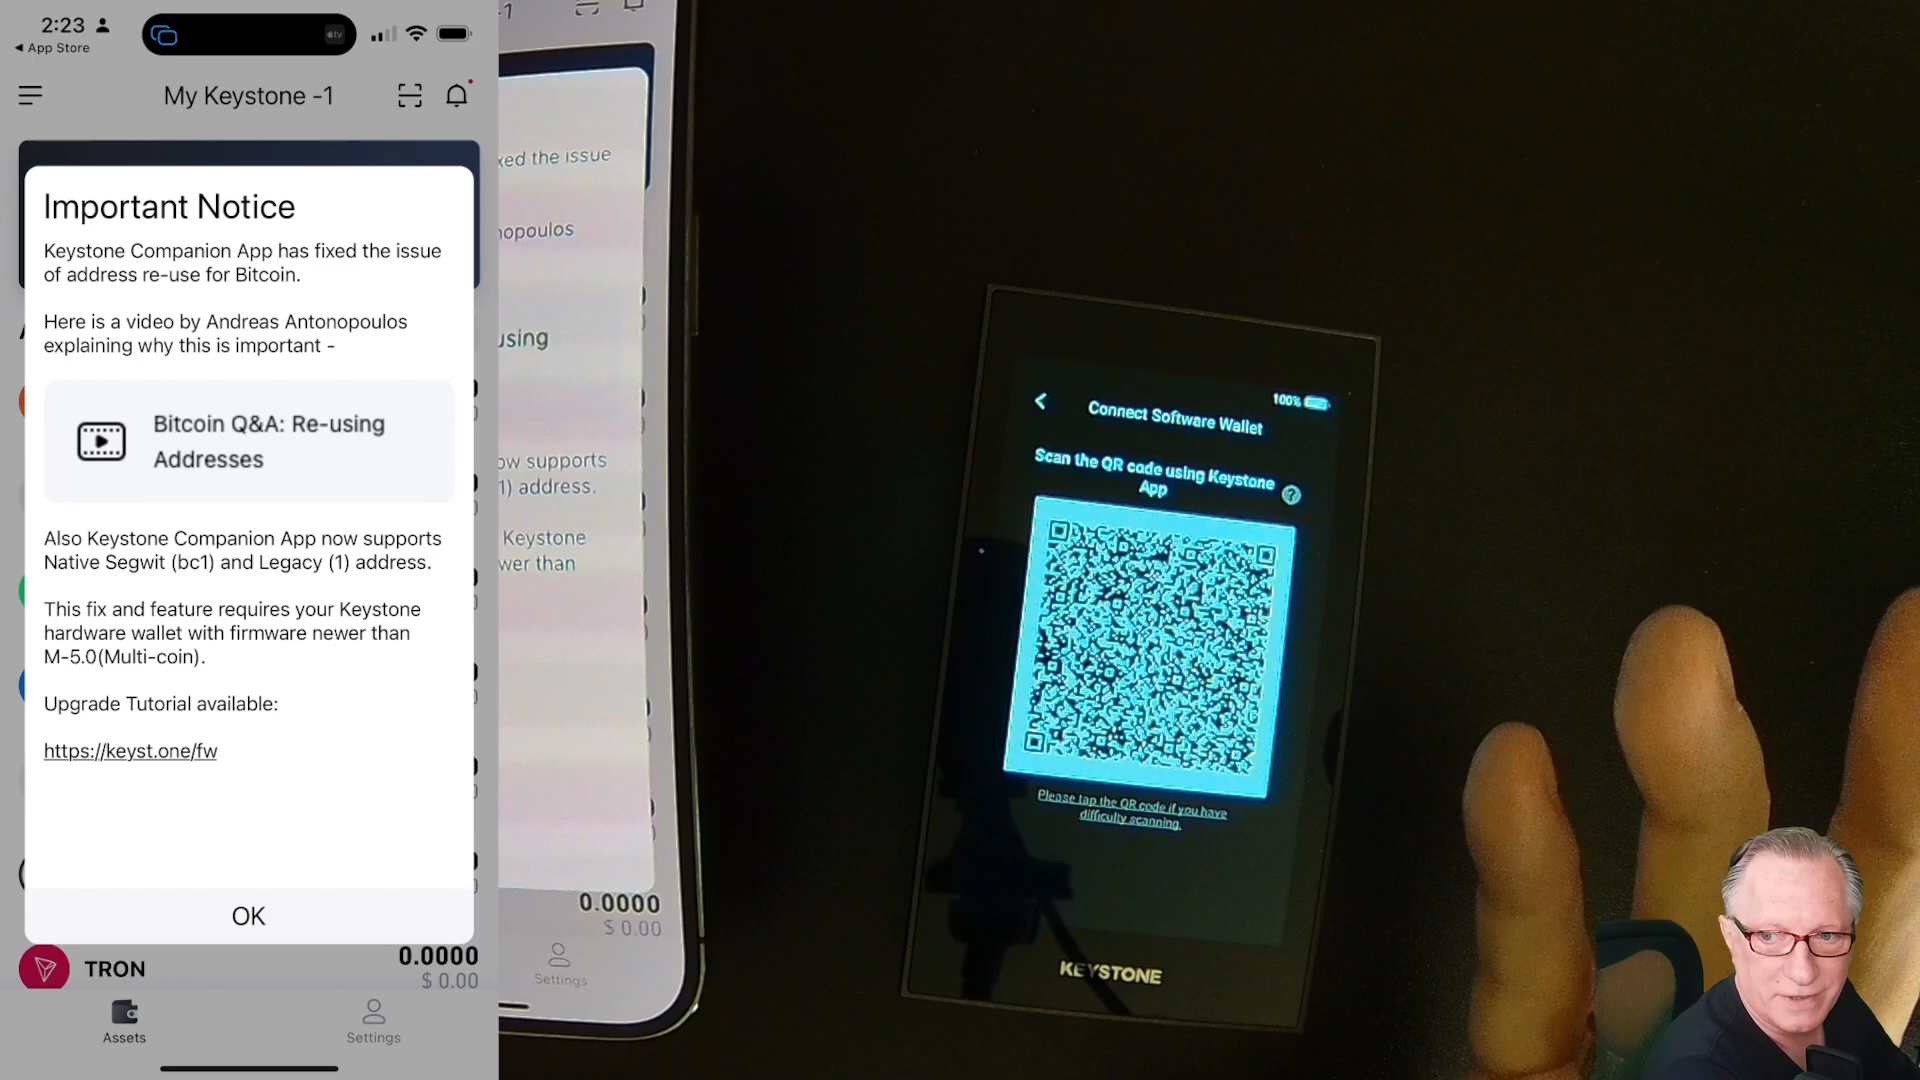 2:23
App Store
tv
My Keystone -1
Important Notice
Keystone Companion App has fixed the issue
of address re-use for Bitcoin.
Here is a video by Andreas Antonopoulos
explaining why this is important -
Bitcoin Q&A: Re-using
Addresses
Also Keystone Companion App now supports
Native Segwit (bc1) and Legacy (1) address.
This fix and feature requires your Keystone
hardware wallet with firmware newer than
M-5.0(Multi-coin).
Upgrade Tutorial available:
https://keyst.one/fw
OK
TRON
0.0000
$ 0.00
Assets
Settings
-1
xed the issue
nopoulos
using
ow supports
1) address.
Keystone
wer than
0.0000
$ 0.00
Settings
100%
Connect Software Wallet
Scan the QR code using Keystone
App
?
Please tap the QR code if you have
difficulty scanning.
KEYSTONE